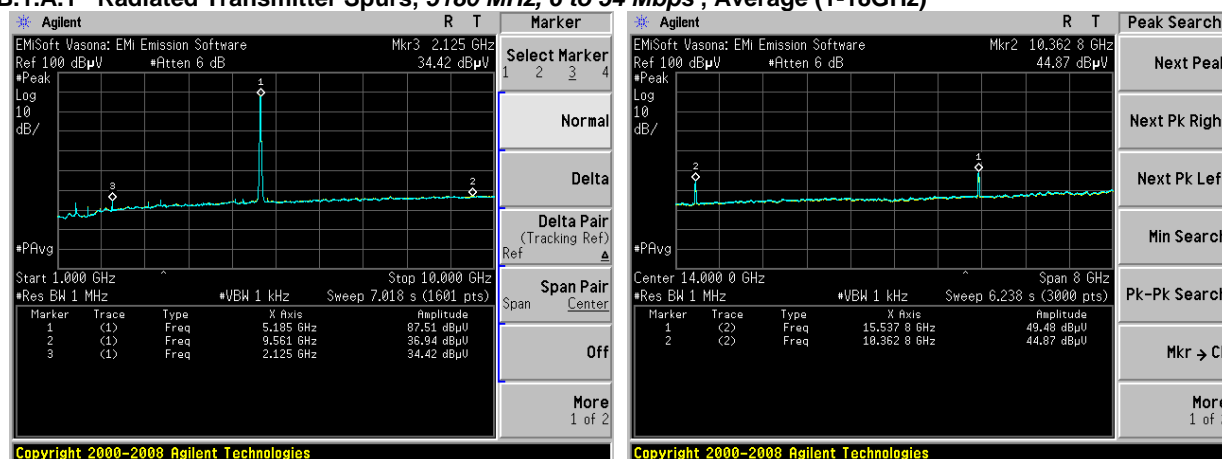 B.1.A.1 Radiated Transmitter Spurs, 5180 MHz, 6 to 54 Mbps , Average (1-18GHz)
Agilent R T
EMiSoft Vasona: EMi Emission Software Mkr3 2.125 GHz
Ref 100 dBµV #Atten 6 dB 34.42 dBµV
#Peak
Log
10
dB/
1
3
2
#PAvg
Start 1.000 GHz ^ Stop 10.000 GHz
#Res BW 1 MHz #VBW 1 kHz Sweep 7.018 s (1601 pts)
Marker Trace Type X Axis Amplitude
1 (1) Freq 5.185 GHz 87.51 dBµV
2 (1) Freq 9.561 GHz 36.94 dBµV
3 (1) Freq 2.125 GHz 34.42 dBµV
Copyright 2000-2008 Agilent Technologies
Marker
Select Marker
1 2 3 4
Normal
Delta
Delta Pair
(Tracking Ref)
Ref Δ
Span Pair
Span Center
Off
More
1 of 2
Agilent R T
EMiSoft Vasona: EMi Emission Software Mkr2 10.362 8 GHz
Ref 100 dBµV #Atten 6 dB 44.87 dBµV
#Peak
Log
10
dB/
1
2
#PAvg
Center 14.000 0 GHz ^ Span 8 GHz
#Res BW 1 MHz #VBW 1 kHz Sweep 6.238 s (3000 pts)
Marker Trace Type X Axis Amplitude
1 (2) Freq 15.537 8 GHz 49.48 dBµV
2 (2) Freq 10.362 8 GHz 44.87 dBµV
Copyright 2000-2008 Agilent Technologies
Peak Search
Next Peak
Next Pk Righ
Next Pk Lef
Min Search
Pk-Pk Search
Mkr → C
More
1 of